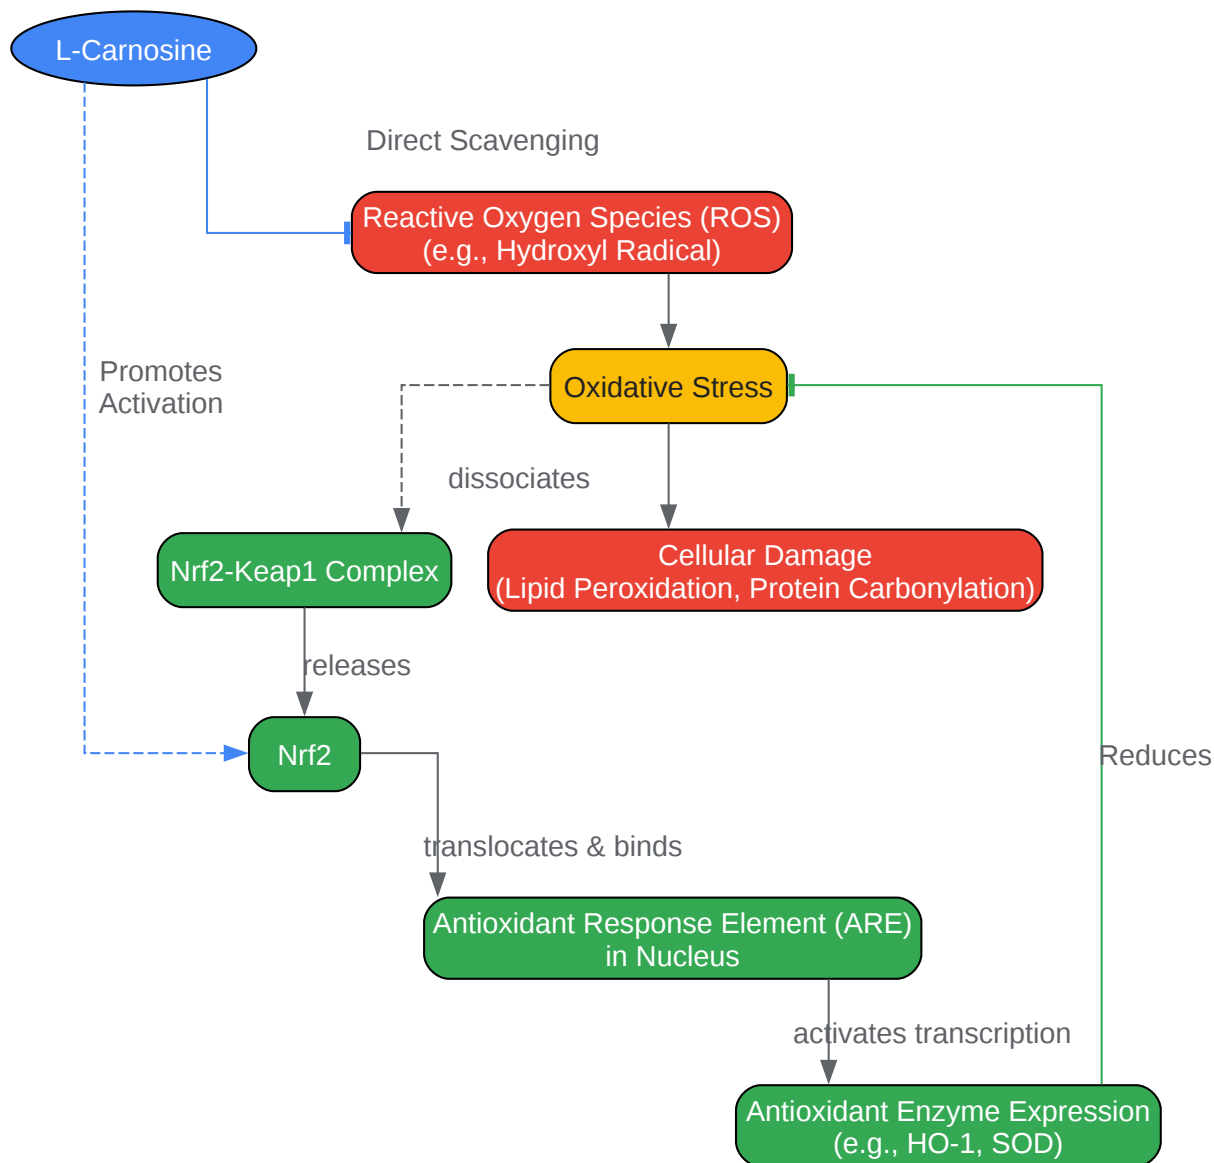 L-Carnosine
Direct Scavenging
Reactive Oxygen Species (ROS)
(e.g., Hydroxyl Radical)
Promotes
Activation
Oxidative Stress
dissociates
Nrf2-Keap1 Complex
Cellular Damage
(Lipid Peroxidation, Protein Carbonylation)
releases
Nrf2
Reduces
translocates & binds
Antioxidant Response Element (ARE)
in Nucleus
activates transcription
Antioxidant Enzyme Expression
(e.g., HO-1, SOD)